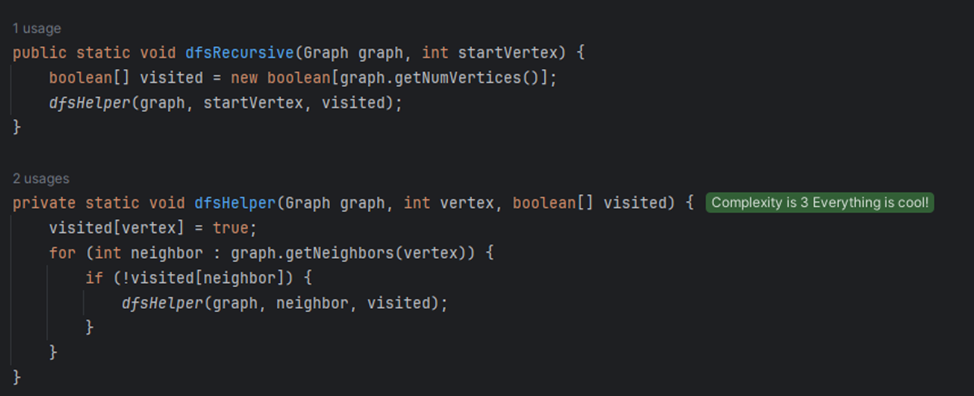 1 usage
public static void dfsRecursive(Graph graph, int startVertex) {
    boolean[] visited = new boolean[graph.getNumVertices()];
    dfsHelper(graph, startVertex, visited);
}
2 usages
private static void dfsHelper(Graph graph, int vertex, boolean[] visited) { Complexity is 3 Everything is cool!
    visited[vertex] = true;
    for (int neighbor : graph.getNeighbors(vertex)) {
        if (!visited[neighbor]) {
            dfsHelper(graph, neighbor, visited);
        }
    }
}